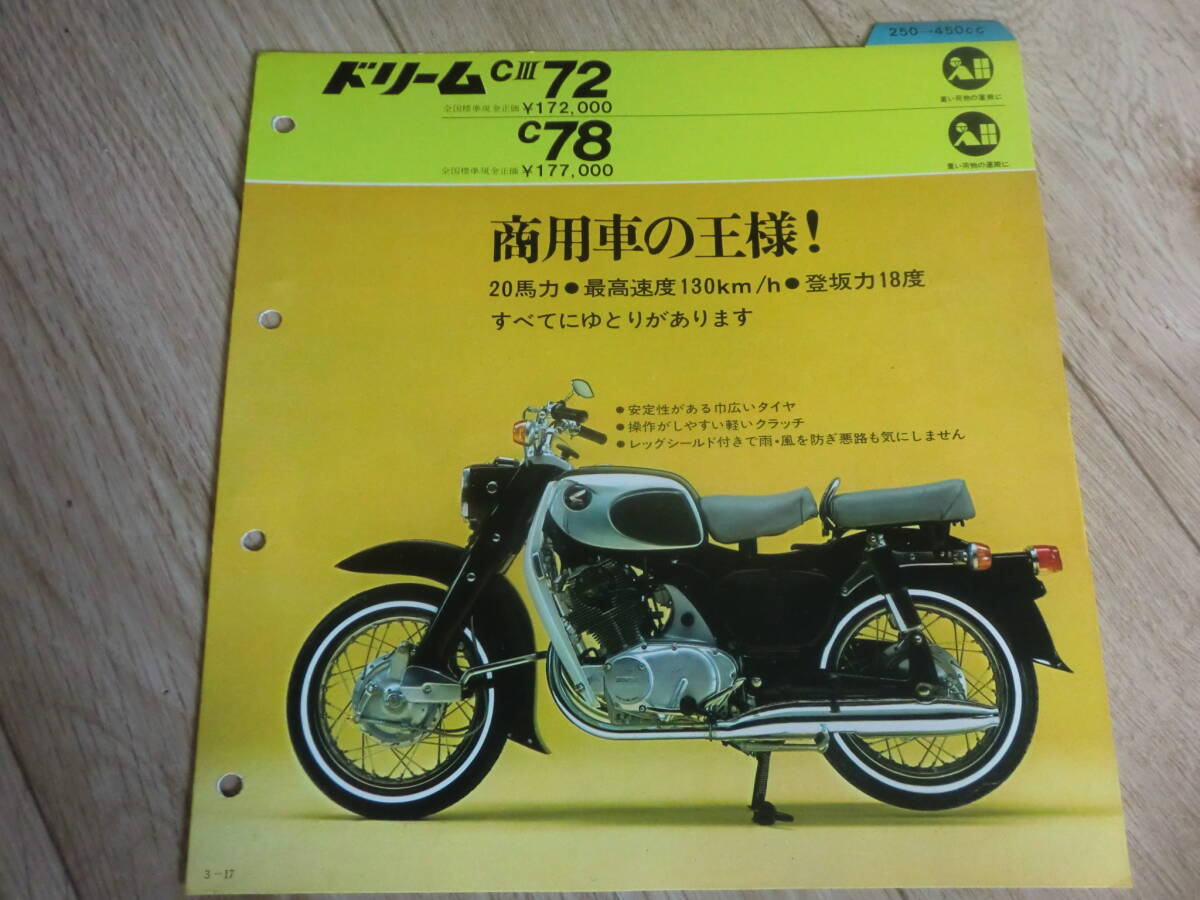 250→450cc
ドリームCⅢ72
全国標準現金正価 ¥172,000
重い荷物の運搬に
C78
全国標準現金正価 ¥177,000
重い荷物の運搬に
商用車の王様!
20馬力●最高速度130km/h●登坂力18度
すべてにゆとりがあります
●安定性がある巾広いタイヤ
●操作がしやすい軽いクラッチ
●レッグシールド付きで雨・風を防ぎ悪路も気にしません
3-17